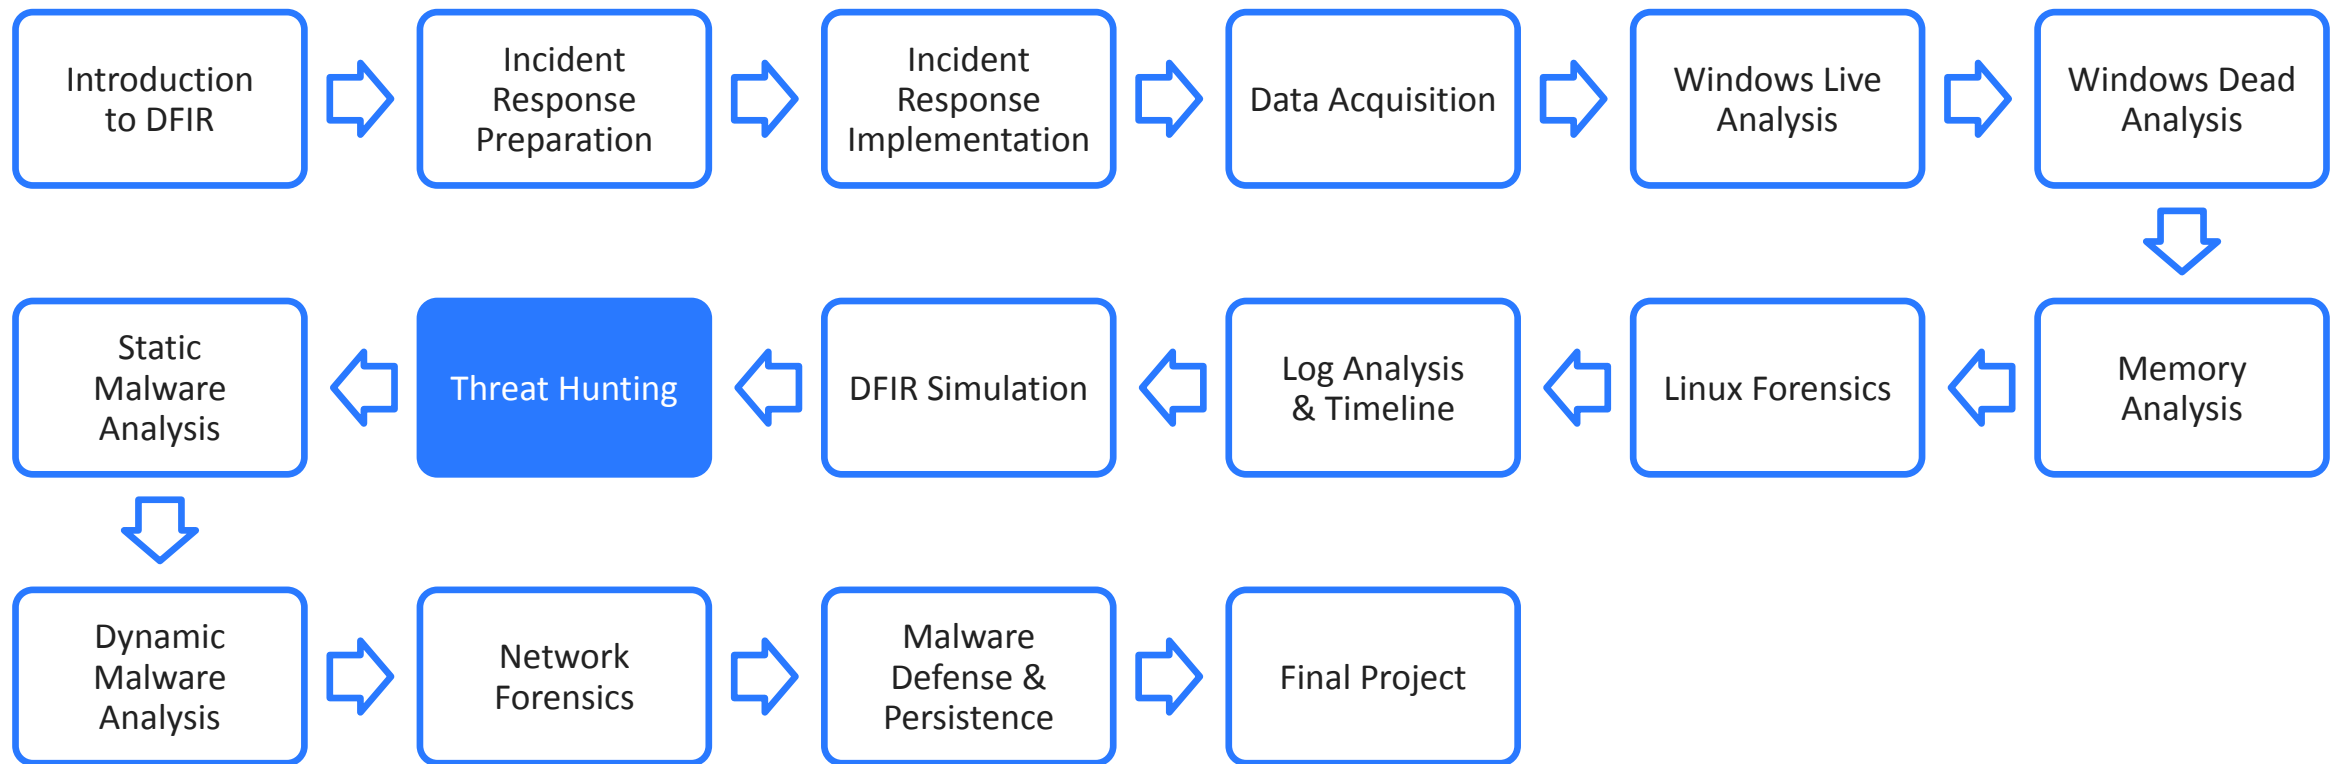 Introduction
to DFIR
Incident
Response
Preparation
Incident
Response
Implementation
Data Acquisition
Windows Live
Analysis
Windows Dead
Analysis
Memory
Analysis
Linux Forensics
Log Analysis
& Timeline
DFIR Simulation
Threat Hunting
Static
Malware
Analysis
Dynamic
Malware
Analysis
Network
Forensics
Malware
Defense &
Persistence
Final Project